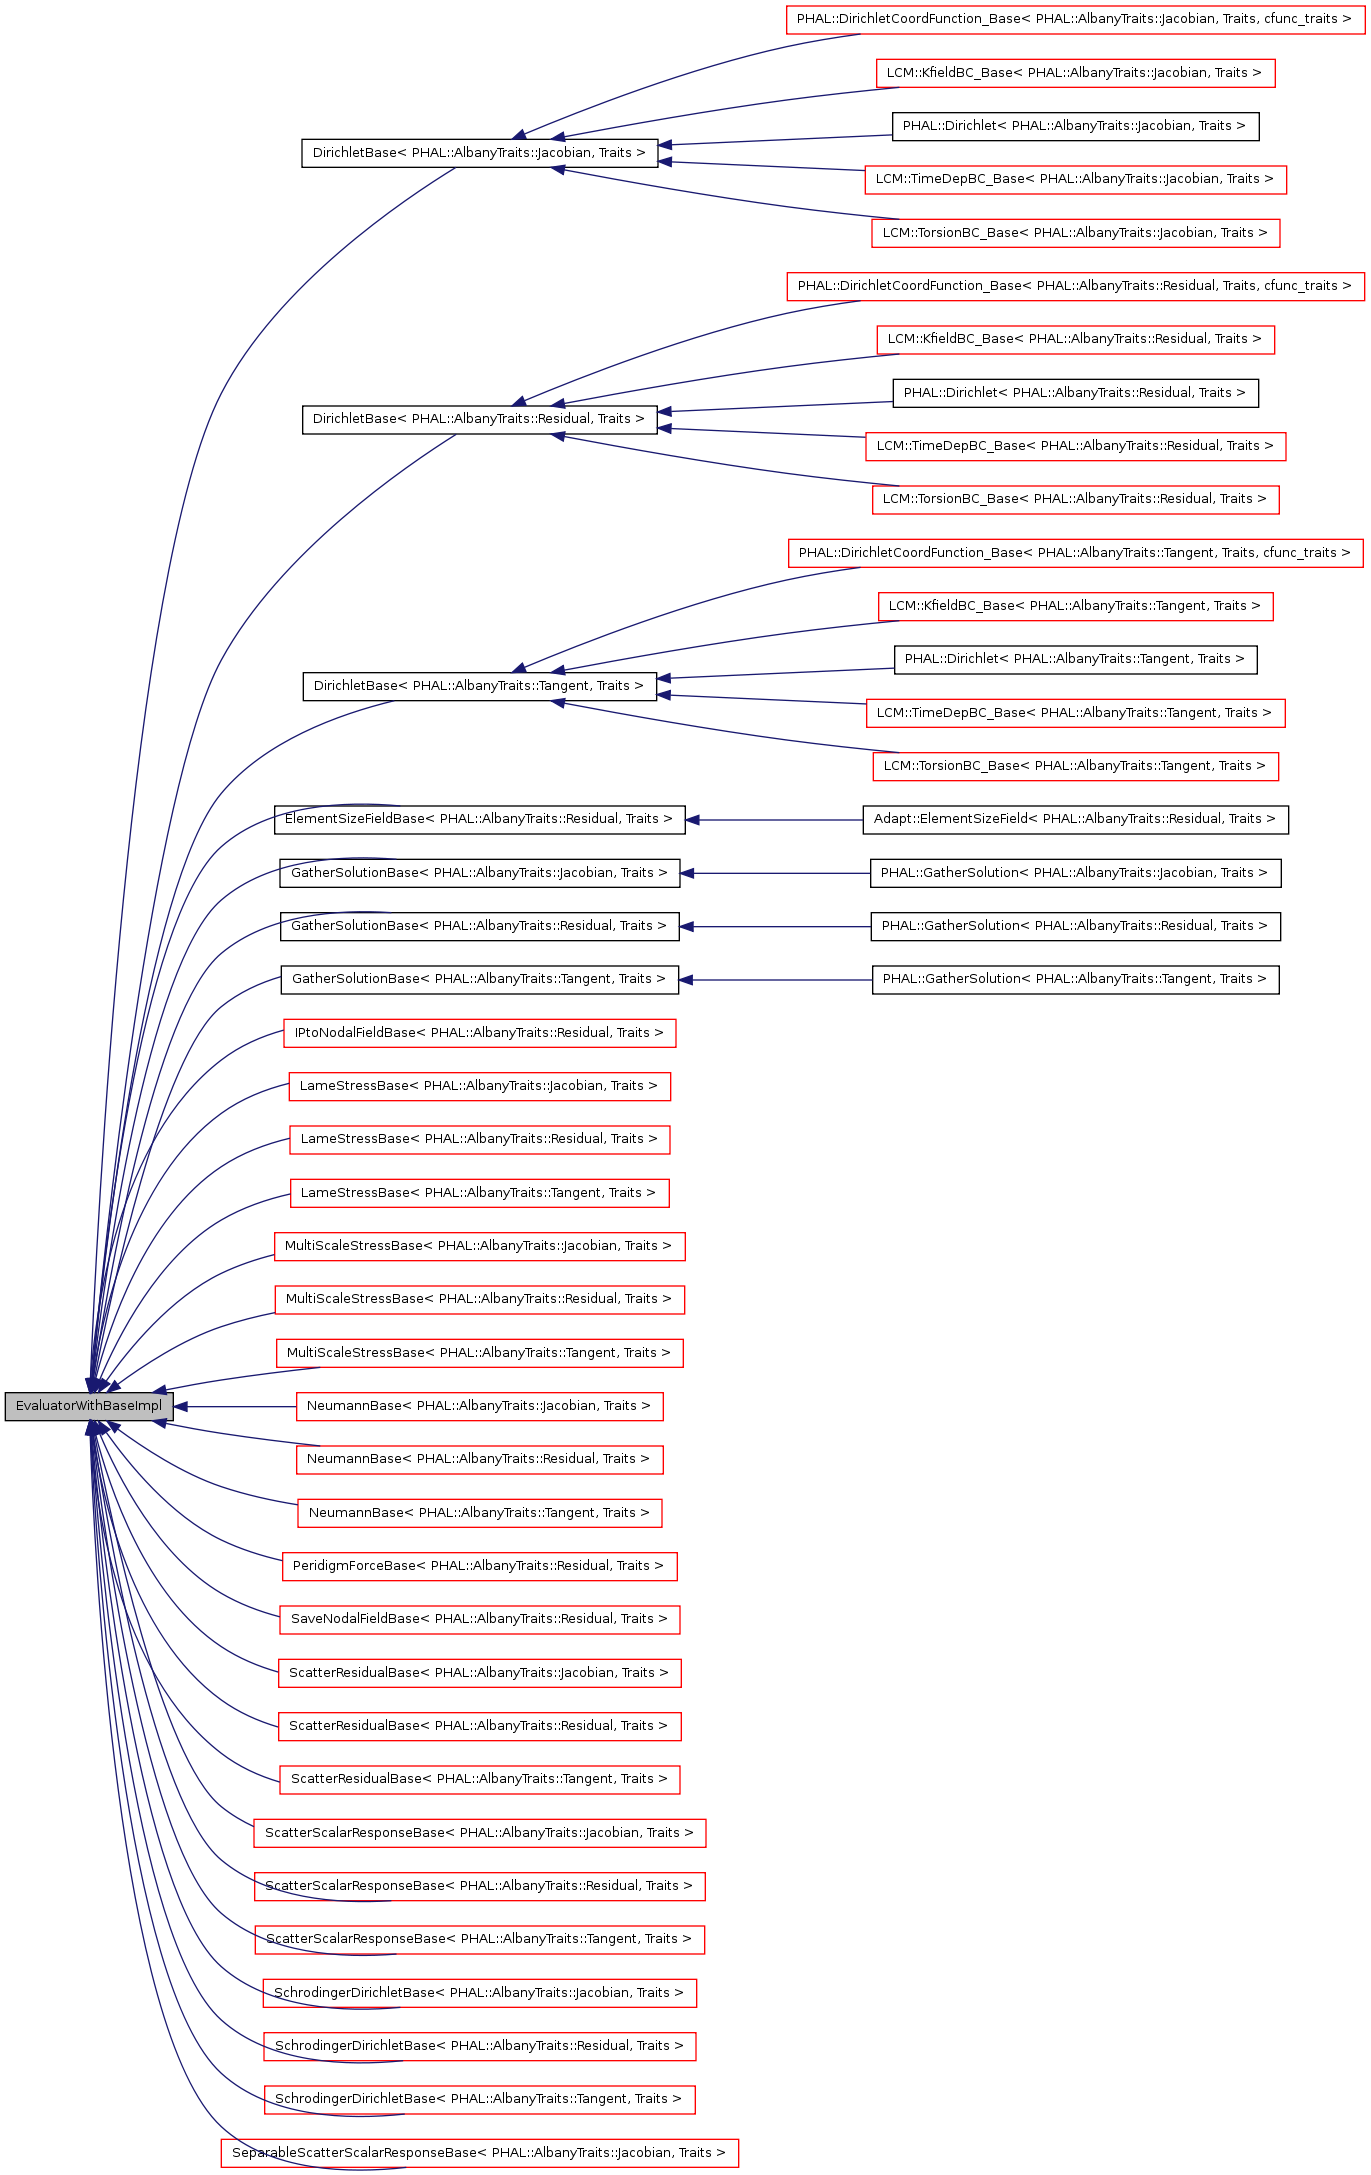 PHAL::DirichletCoordFunction_Base< PHAL::AlbanyTraits::Jacobian, Traits, cfunc_traits >
LCM::KfieldBC_Base< PHAL::AlbanyTraits::Jacobian, Traits >
PHAL::Dirichlet< PHAL::AlbanyTraits::Jacobian, Traits >
DirichletBase< PHAL::AlbanyTraits::Jacobian, Traits >
LCM::TimeDepBC_Base< PHAL::AlbanyTraits::Jacobian, Traits >
LCM::TorsionBC_Base< PHAL::AlbanyTraits::Jacobian, Traits >
PHAL::DirichletCoordFunction_Base< PHAL::AlbanyTraits::Residual, Traits, cfunc_traits >
LCM::KfieldBC_Base< PHAL::AlbanyTraits::Residual, Traits >
PHAL::Dirichlet< PHAL::AlbanyTraits::Residual, Traits >
DirichletBase< PHAL::AlbanyTraits::Residual, Traits >
LCM::TimeDepBC_Base< PHAL::AlbanyTraits::Residual, Traits >
LCM::TorsionBC_Base< PHAL::AlbanyTraits::Residual, Traits >
PHAL::DirichletCoordFunction_Base< PHAL::AlbanyTraits::Tangent, Traits, cfunc_traits >
LCM::KfieldBC_Base< PHAL::AlbanyTraits::Tangent, Traits >
PHAL::Dirichlet< PHAL::AlbanyTraits::Tangent, Traits >
DirichletBase< PHAL::AlbanyTraits::Tangent, Traits >
LCM::TimeDepBC_Base< PHAL::AlbanyTraits::Tangent, Traits >
LCM::TorsionBC_Base< PHAL::AlbanyTraits::Tangent, Traits >
ElementSizeFieldBase< PHAL::AlbanyTraits::Residual, Traits >
Adapt::ElementSizeField< PHAL::AlbanyTraits::Residual, Traits >
GatherSolutionBase< PHAL::AlbanyTraits::Jacobian, Traits >
PHAL::GatherSolution< PHAL::AlbanyTraits::Jacobian, Traits >
GatherSolutionBase< PHAL::AlbanyTraits::Residual, Traits >
PHAL::GatherSolution< PHAL::AlbanyTraits::Residual, Traits >
GatherSolutionBase< PHAL::AlbanyTraits::Tangent, Traits >
PHAL::GatherSolution< PHAL::AlbanyTraits::Tangent, Traits >
IPtoNodalFieldBase< PHAL::AlbanyTraits::Residual, Traits >
LameStressBase< PHAL::AlbanyTraits::Jacobian, Traits >
LameStressBase< PHAL::AlbanyTraits::Residual, Traits >
LameStressBase< PHAL::AlbanyTraits::Tangent, Traits >
MultiScaleStressBase< PHAL::AlbanyTraits::Jacobian, Traits >
MultiScaleStressBase< PHAL::AlbanyTraits::Residual, Traits >
MultiScaleStressBase< PHAL::AlbanyTraits::Tangent, Traits >
EvaluatorWithBaseImpl
NeumannBase< PHAL::AlbanyTraits::Jacobian, Traits >
NeumannBase< PHAL::AlbanyTraits::Residual, Traits >
NeumannBase< PHAL::AlbanyTraits::Tangent, Traits >
PeridigmForceBase< PHAL::AlbanyTraits::Residual, Traits >
SaveNodalFieldBase< PHAL::AlbanyTraits::Residual, Traits >
ScatterResidualBase< PHAL::AlbanyTraits::Jacobian, Traits >
ScatterResidualBase< PHAL::AlbanyTraits::Residual, Traits >
ScatterResidualBase< PHAL::AlbanyTraits::Tangent, Traits >
ScatterScalarResponseBase< PHAL::AlbanyTraits::Jacobian, Traits >
ScatterScalarResponseBase< PHAL::AlbanyTraits::Residual, Traits >
ScatterScalarResponseBase< PHAL::AlbanyTraits::Tangent, Traits >
SchrodingerDirichletBase< PHAL::AlbanyTraits::Jacobian, Traits >
SchrodingerDirichletBase< PHAL::AlbanyTraits::Residual, Traits >
SchrodingerDirichletBase< PHAL::AlbanyTraits::Tangent, Traits >
SeparableScatterScalarResponseBase< PHAL::AlbanyTraits::Jacobian, Traits >